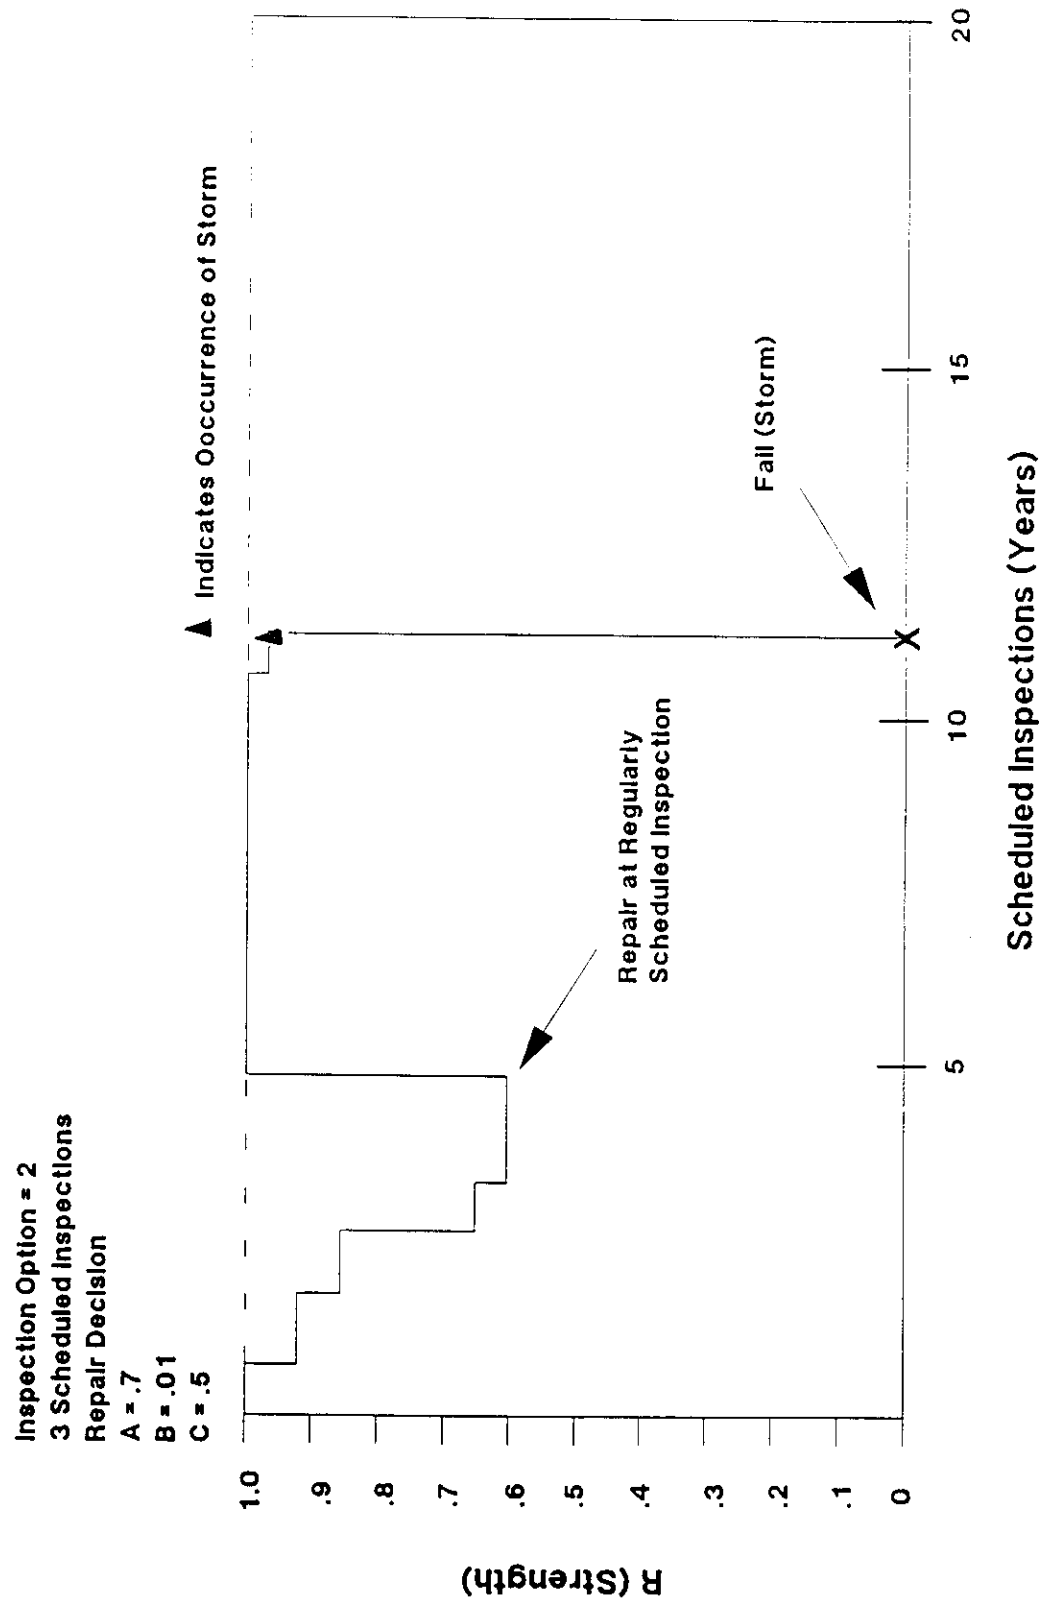 Inspection Option = 2
3 Scheduled Inspections
Repair Decision
A = .7
B = .01
C = .5
Indicates Ooccurrence of Storm
1.0
.9
.8
.7
.6
.5
.4
.3
.2
.1
0
R (Strength)
Repair at Regularly
Scheduled Inspection
Fail (Storm)
5
10
15
20
Scheduled Inspections (Years)